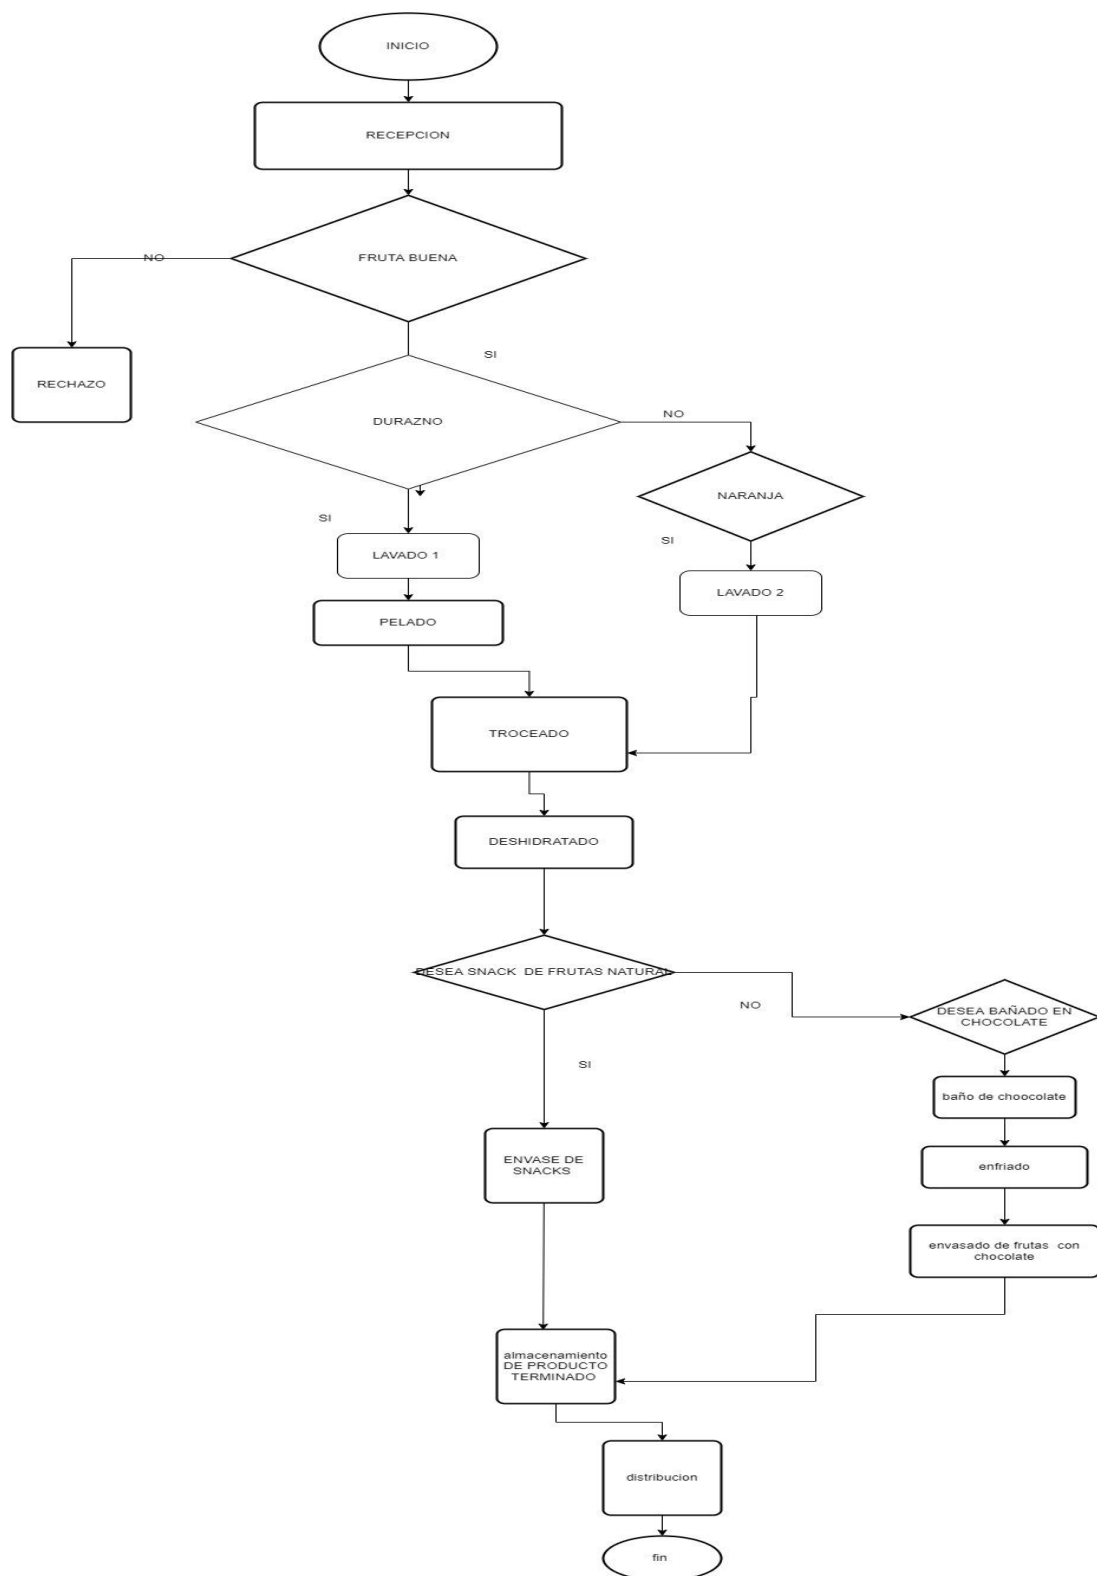 INICIO
RECEPCION
FRUTA BUENA
NO
RECHAZO
SI
DURAZNO
NO
NARANJA
SI
SI
LAVADO 1
LAVADO 2
PELADO
TROCEADO
DESHIDRATADO
DESEA SNACK DE FRUTAS NATURAL
NO
DESEA BAÑADO EN
CHOCOLATE
SI
baño de choocolate
ENVASE DE
SNACKS
enfriado
envasado de frutas con
chocolate
almacenamiento
DE PRODUCTO
TERMINADO
distribucion
fin